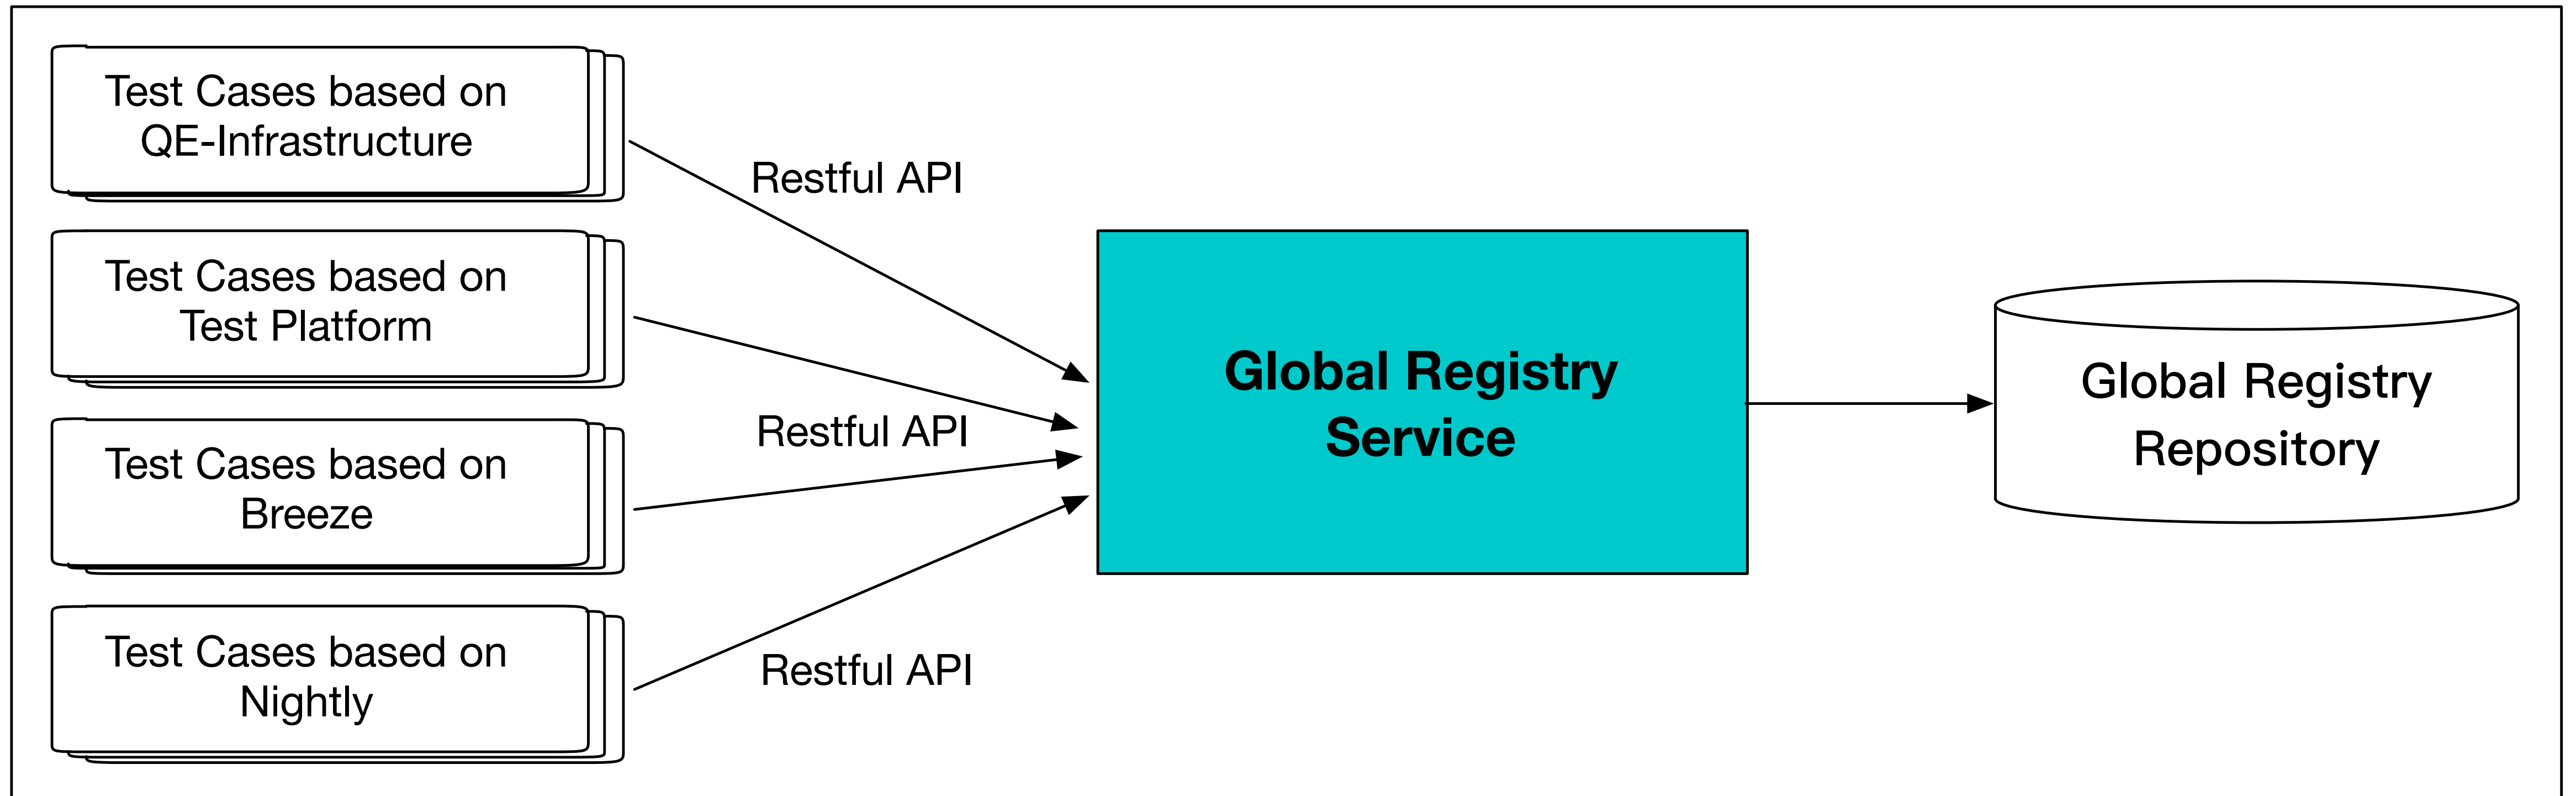 Test Cases based on
QE-Infrastructure
Restful API
Test Cases based on
Test Platform
Restful API
Test Cases based on
Breeze
Test Cases based on
Nightly
Restful API
Global Registry
Service
Global Registry
Repository